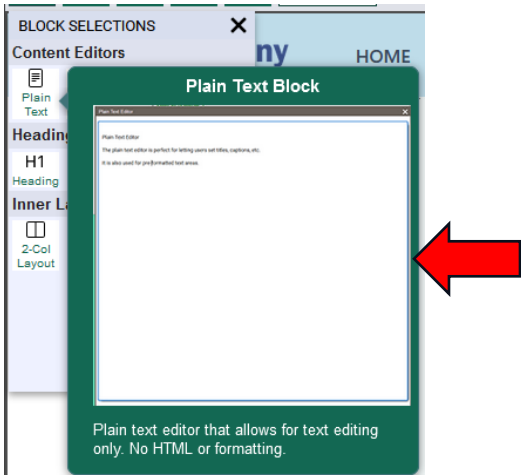 BLOCK SELECTIONS
Content Editors
ny
HOME
Plain
Text
Plain Text Block
Plain Text Editor
Plain Text Editor
The plain text editor is perfect for letting users set titles, captions, etc.
It is also used for preformatted text areas.
Heading
H1
Heading
Inner L
2-Col
Layout
Plain text editor that allows for text editing
only. No HTML or formatting.